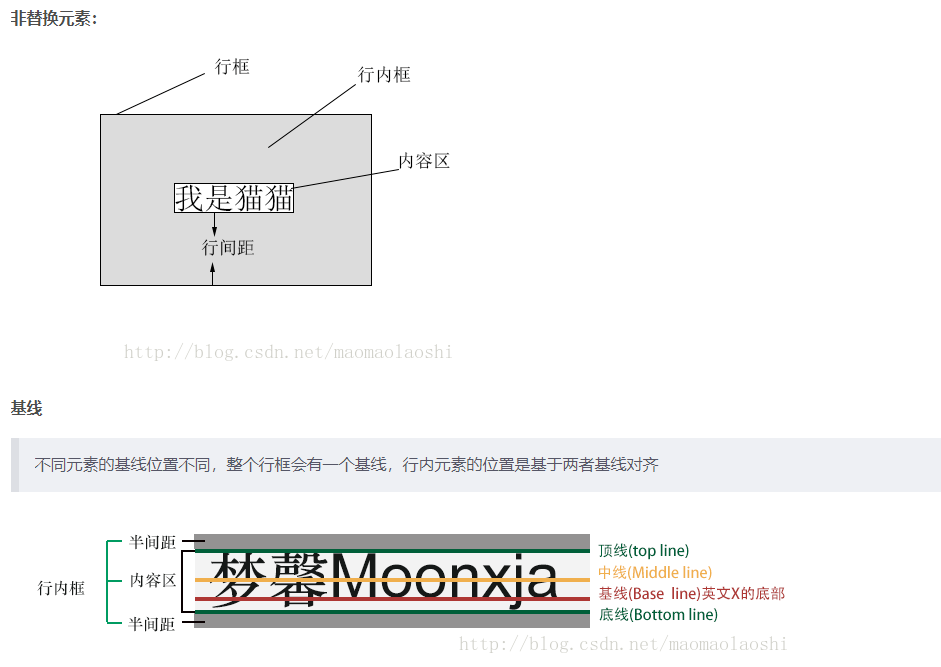 非替换元素：
行框
行内框
内容区
我是猫猫
行间距
http://blog.csdn.net/maomaolaoshi
基线
不同元素的基线位置不同，整个行框会有一个基线，行内元素的位置是基于两者基线对齐
半间距
顶线(top line)
中线(Middle line)
内容区
梦馨Moonxja
行内框
基线(Base line)英文X的底部
底线(Bottom line)
半间距
http://blog.csdn.net/maomaolaoshi